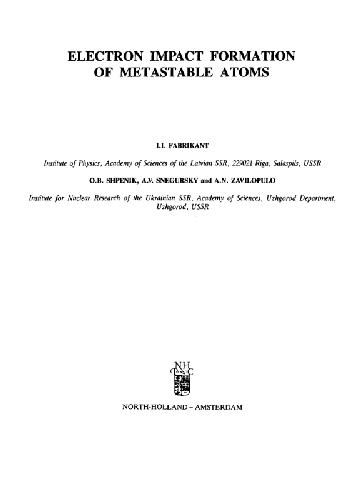 ELECTRON IMPACT FORMATION
OF METASTABLE ATOMS
I.I. FABRIKANT
Institute of Physics, Academy of Sciences of the Latvian SSR, 229021 Riga, Salaspils, USSR
O.B. SHPENIK, A.V. SNEGURSKY and A.N. ZAVILOPULO
Institute for Nuclear Research of the Ukrainian SSR, Academy of Sciences, Uzhgorod Department,
Uzhgorod, USSR
NH
C C
NORTH-HOLLAND – AMSTERDAM